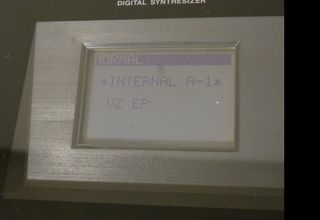 DIGITAL SYNTHESIZER
NORMAL
*INTERNAL A-1*
VZ EP